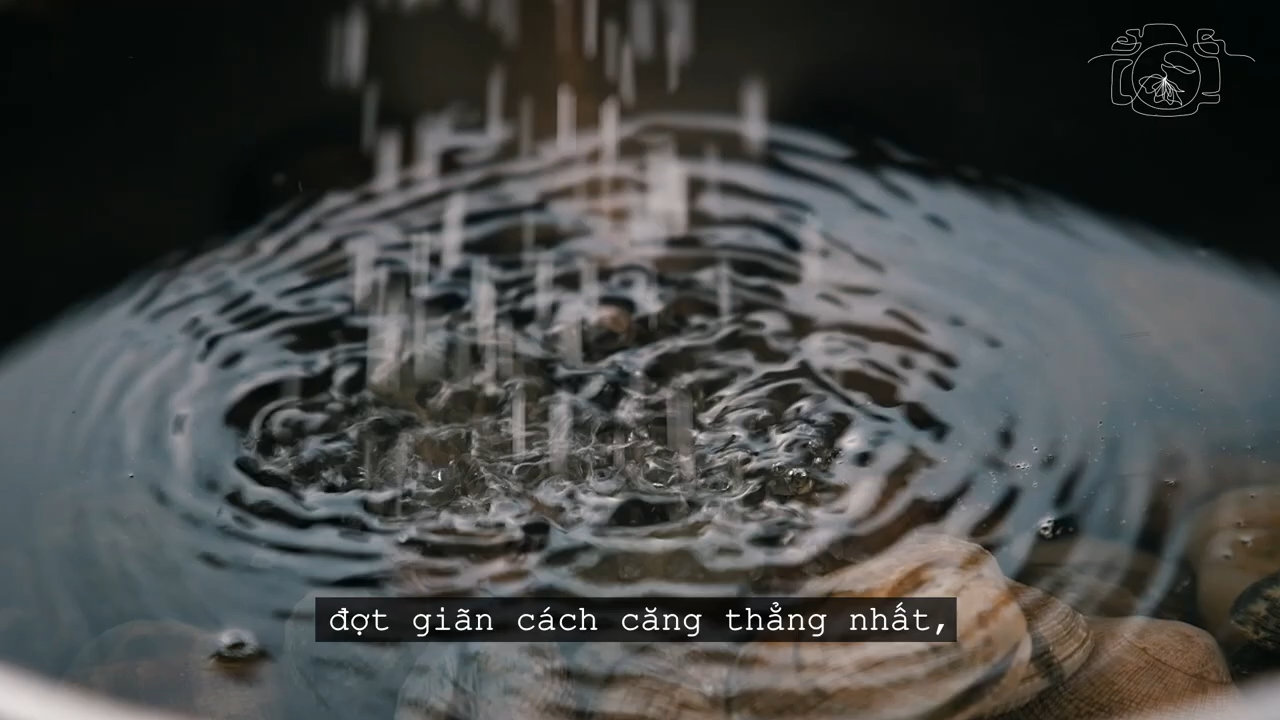 đợt giãn cách căng thẳng nhất,